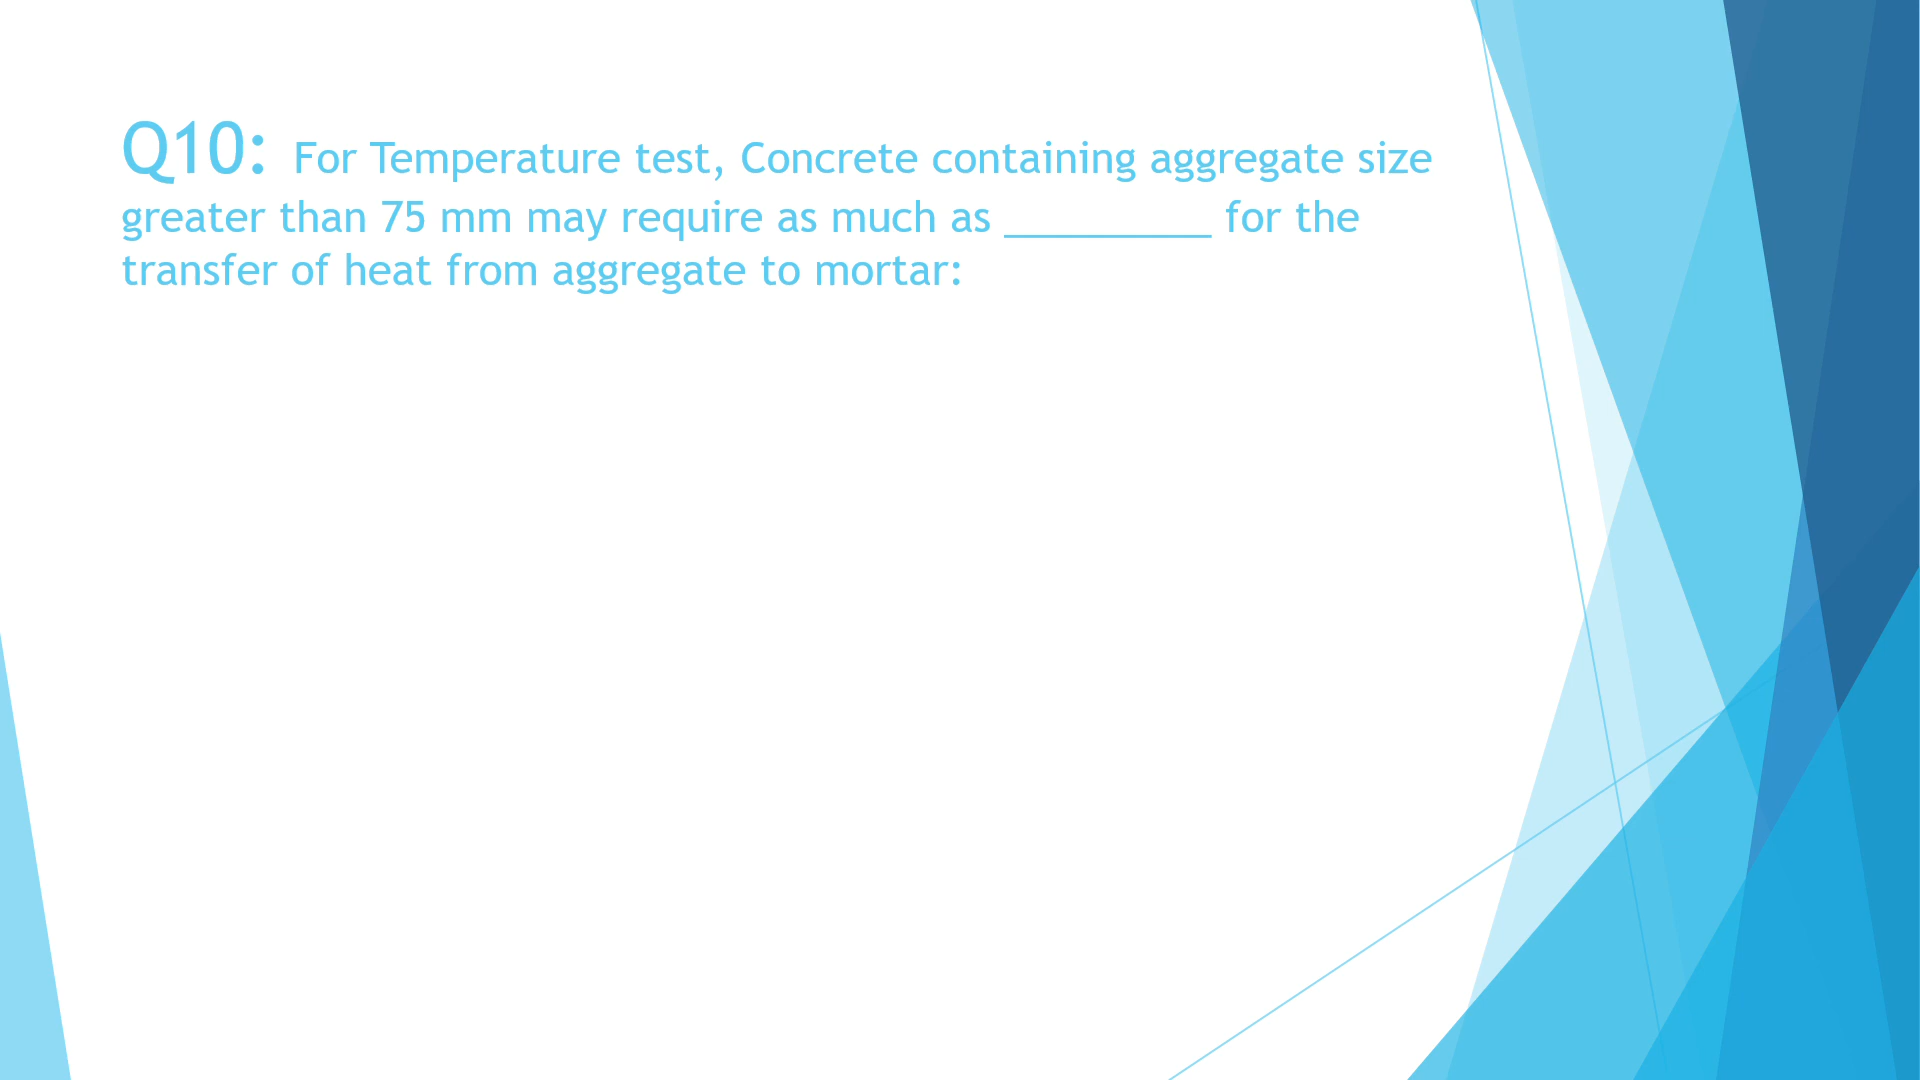 Q10: For Temperature test, Concrete containing aggregate size
greater than 75 mm may require as much as __________ for the
transfer of heat from aggregate to mortar: